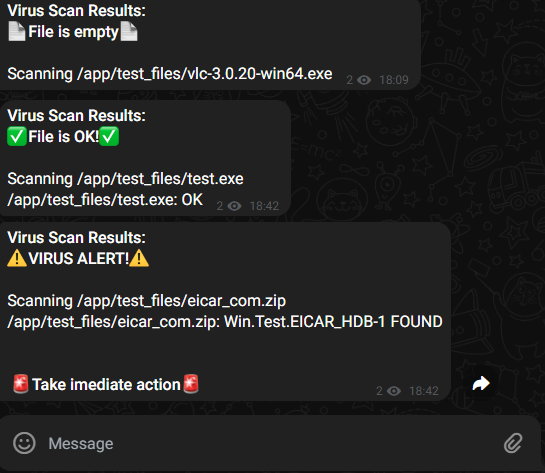 Virus Scan Results:
📄File is empty📄
Scanning /app/test_files/vlc-3.0.20-win64.exe
2 18:09
Virus Scan Results:
✅File is OK!✅
Scanning /app/test_files/test.exe
/app/test_files/test.exe: OK
2 18:42
Virus Scan Results:
⚠️VIRUS ALERT!⚠️
Scanning /app/test_files/eicar_com.zip
/app/test_files/eicar_com.zip: Win.Test.EICAR_HDB-1 FOUND
🚨Take imediate action🚨
2 18:42
Message